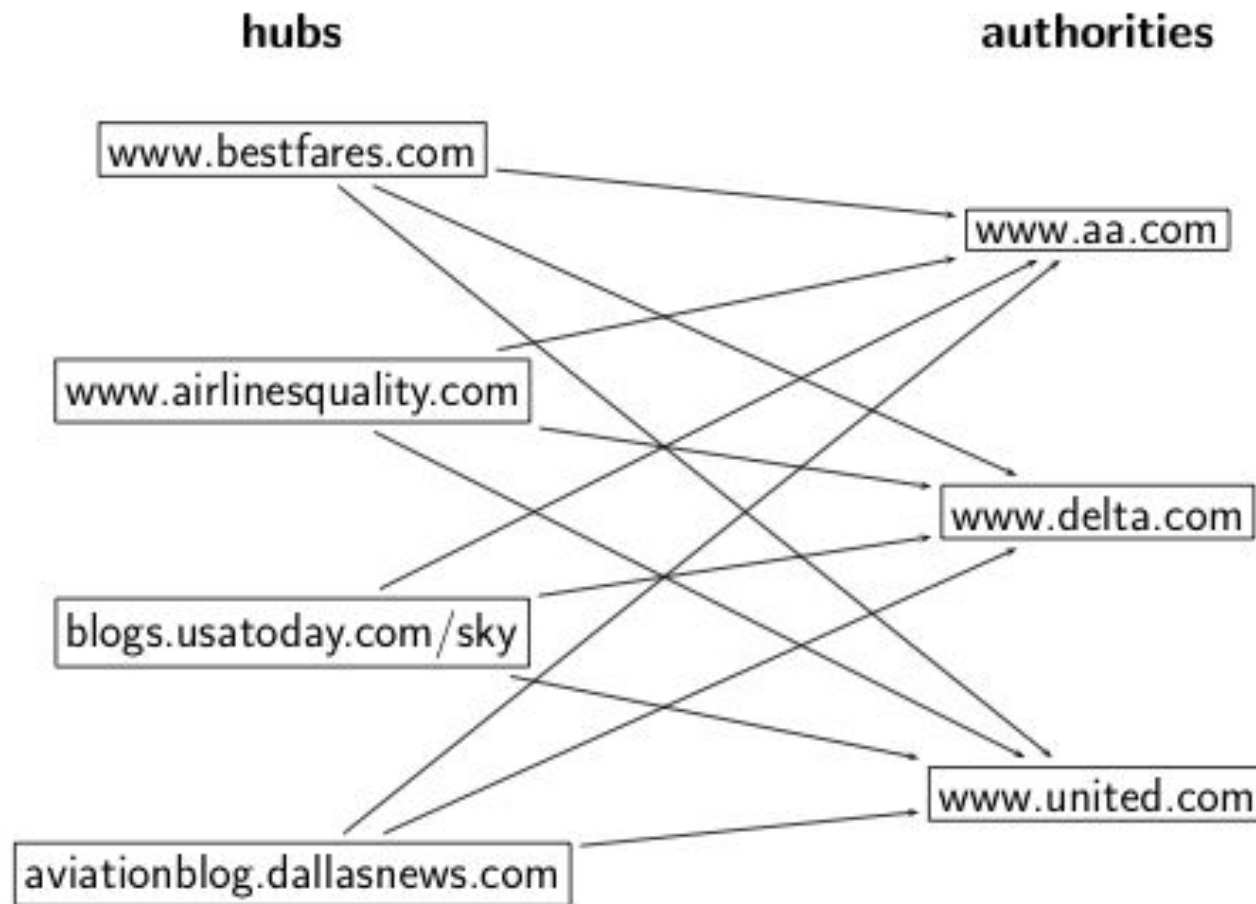 hubs
authorities
www.bestfares.com
www.aa.com
www.airlinesquality.com
www.delta.com
blogs.usatoday.com/sky
www.united.com
aviationblog.dallasnews.com